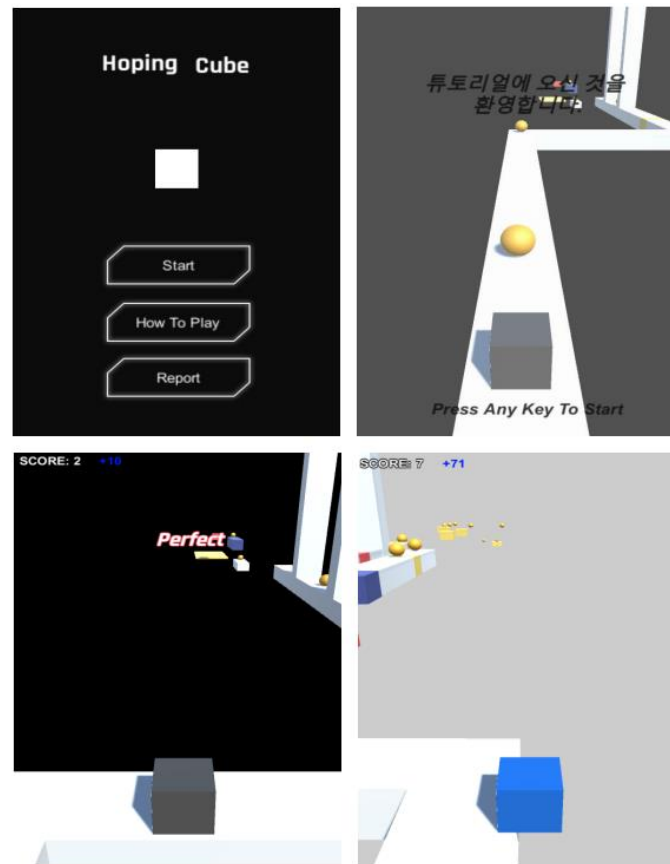 Hoping Cube
Start
How To Play
Report
튜토리얼에 오신 것을
환영합니다.
Press Any Key To Start
SCORE: 2 +10
Perfect
SCORE: 7 +71